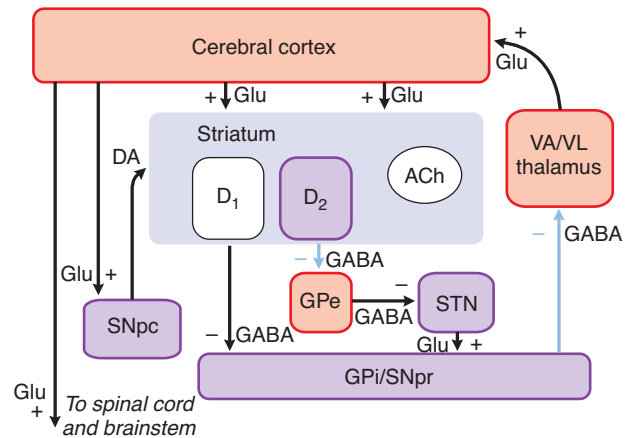 Cerebral cortex
+
Glu
+ Glu
+ Glu
Striatum
VA/VL
thalamus
DA
D1
D2
ACh
– GABA
– GABA
Glu +
–
GPe
GABA
STN
SNpc
– GABA
Glu +
GPi/SNpr
Glu
+
To spinal cord
and brainstem